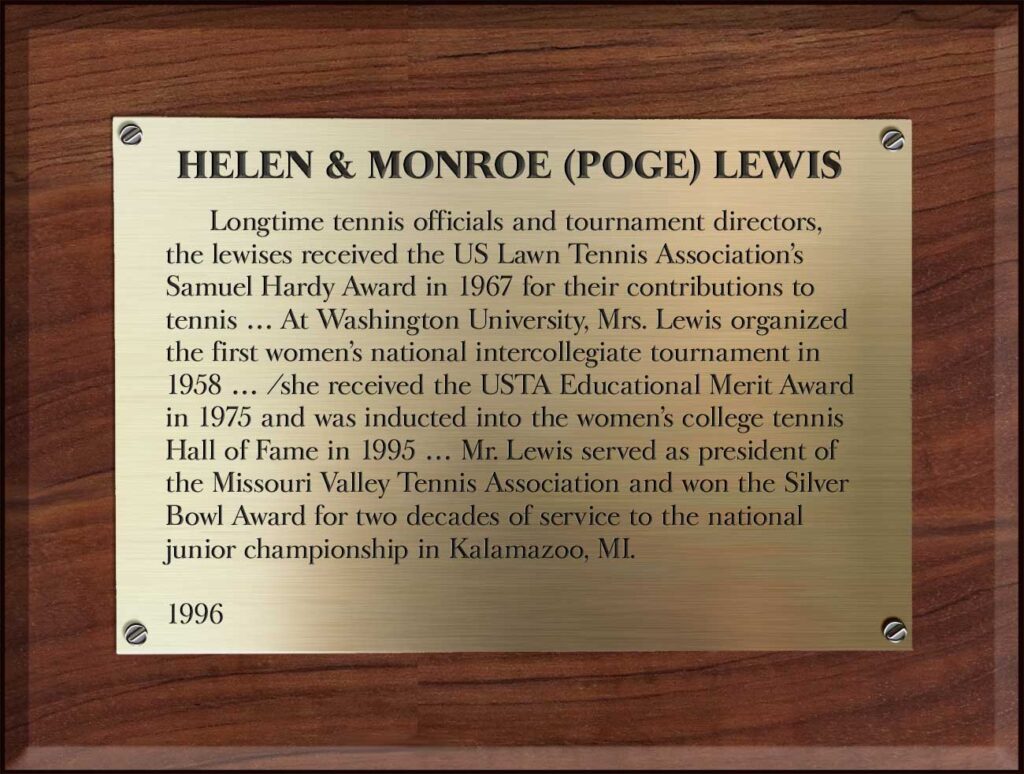 HELEN & MONROE (POGE) LEWIS
Longtime tennis officials and tournament directors,
the lewises received the US Lawn Tennis Association’s
Samuel Hardy Award in 1967 for their contributions to
tennis … At Washington University, Mrs. Lewis organized
the first women’s national intercollegiate tournament in
1958 … /she received the USTA Educational Merit Award
in 1975 and was inducted into the women’s college tennis
Hall of Fame in 1995 … Mr. Lewis served as president of
the Missouri Valley Tennis Association and won the Silver
Bowl Award for two decades of service to the national
junior championship in Kalamazoo, MI.
1996